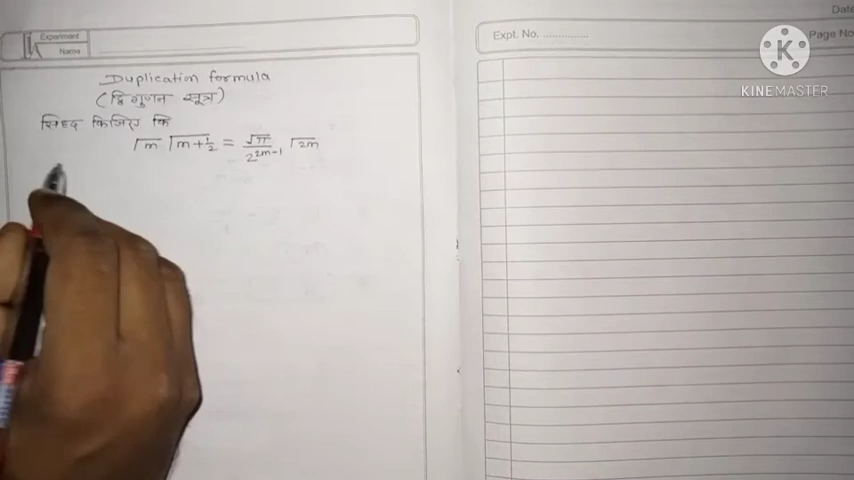 Experiment
Name
Expt. No. ..............
Date
Page No
K
KINEMASTER
Duplication formula
(द्विगुणन सूत्र)
सिध्द किजिए कि
Γm Γm+1/2 = √π/2^2m-1 Γ2m